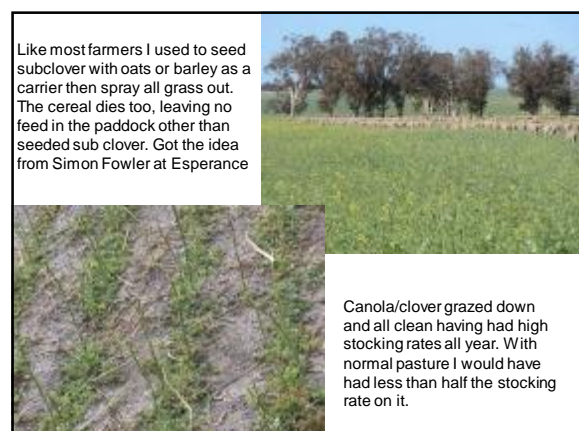 Like most farmers I used to seed
subclover with oats or barley as a
carrier then spray all grass out.
The cereal dies too, leaving no
feed in the paddock other than
seeded sub clover. Got the idea
from Simon Fowler at Esperance
Canola/clover grazed down
and all clean having had high
stocking rates all year. With
normal pasture I would have
had less than half the stocking
rate on it.